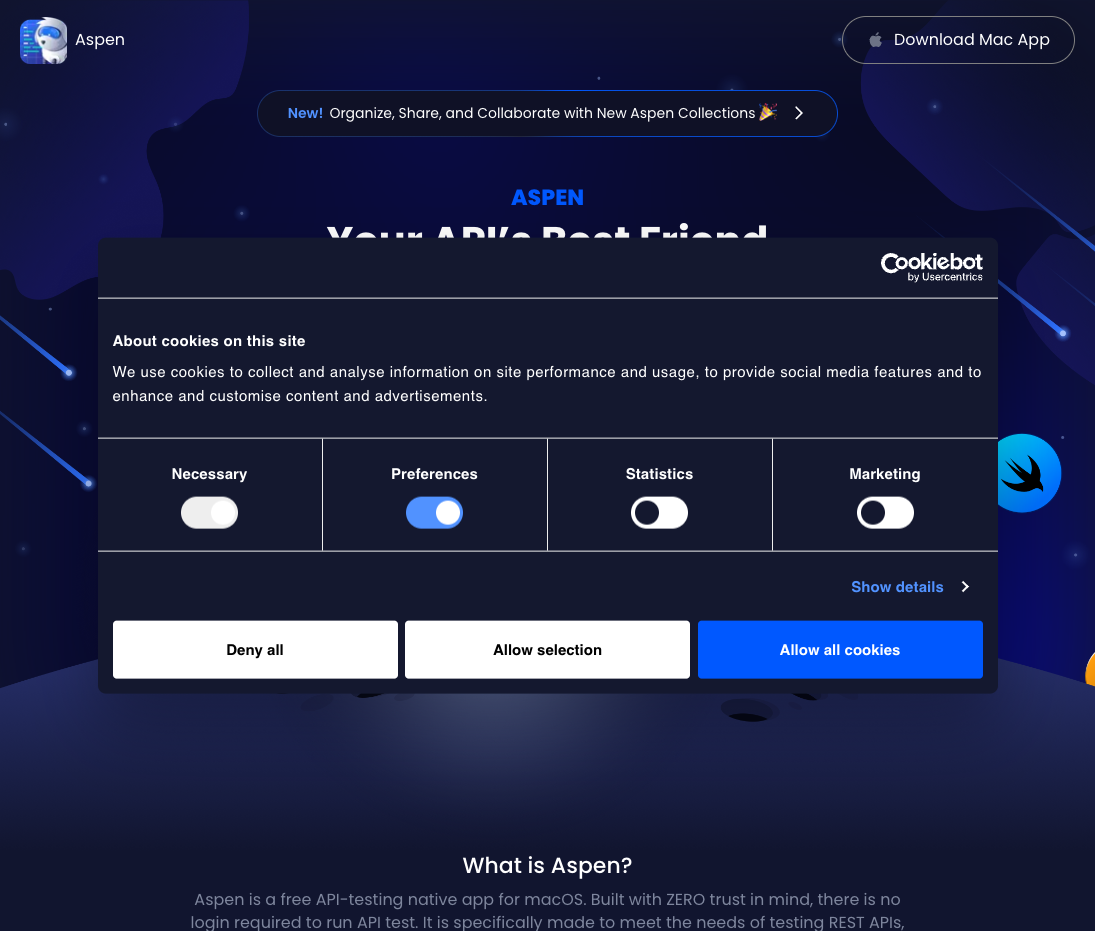 Aspen
Download Mac App
New! Organize, Share, and Collaborate with New Aspen Collections
ASPEN
Your API's Best Friend
Cookiebot
by Usercentrics
About cookies on this site
We use cookies to collect and analyse information on site performance and usage, to provide social media features and to
enhance and customise content and advertisements.
Necessary
Preferences
Statistics
Marketing
Show details
Deny all
Allow selection
Allow all cookies
What is Aspen?
Aspen is a free API-testing native app for macOS. Built with ZERO trust in mind, there is no
login required to run API test. It is specifically made to meet the needs of testing REST APIs,